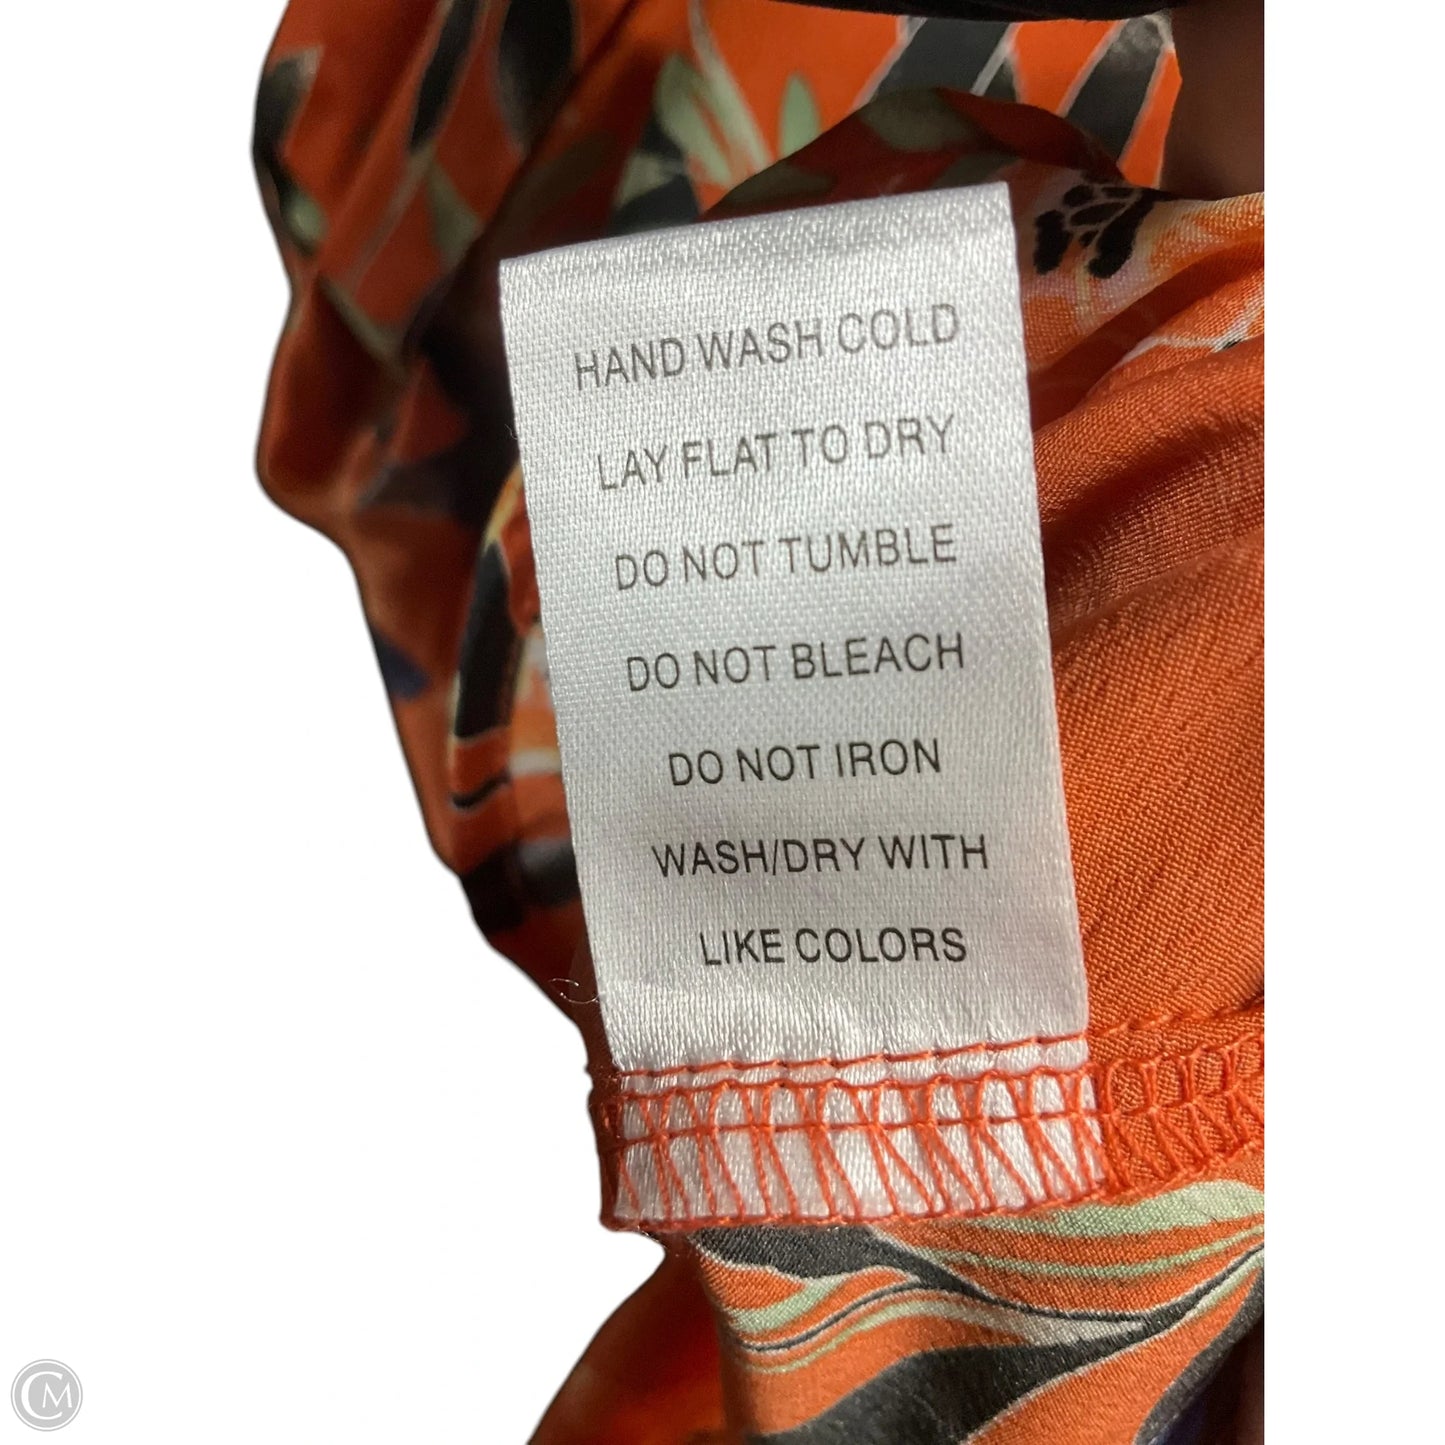 HAND WASH COLD
LAY FLAT TO DRY
DO NOT TUMBLE
DO NOT BLEACH
DO NOT IRON
WASH/DRY WITH
LIKE COLORS
CM